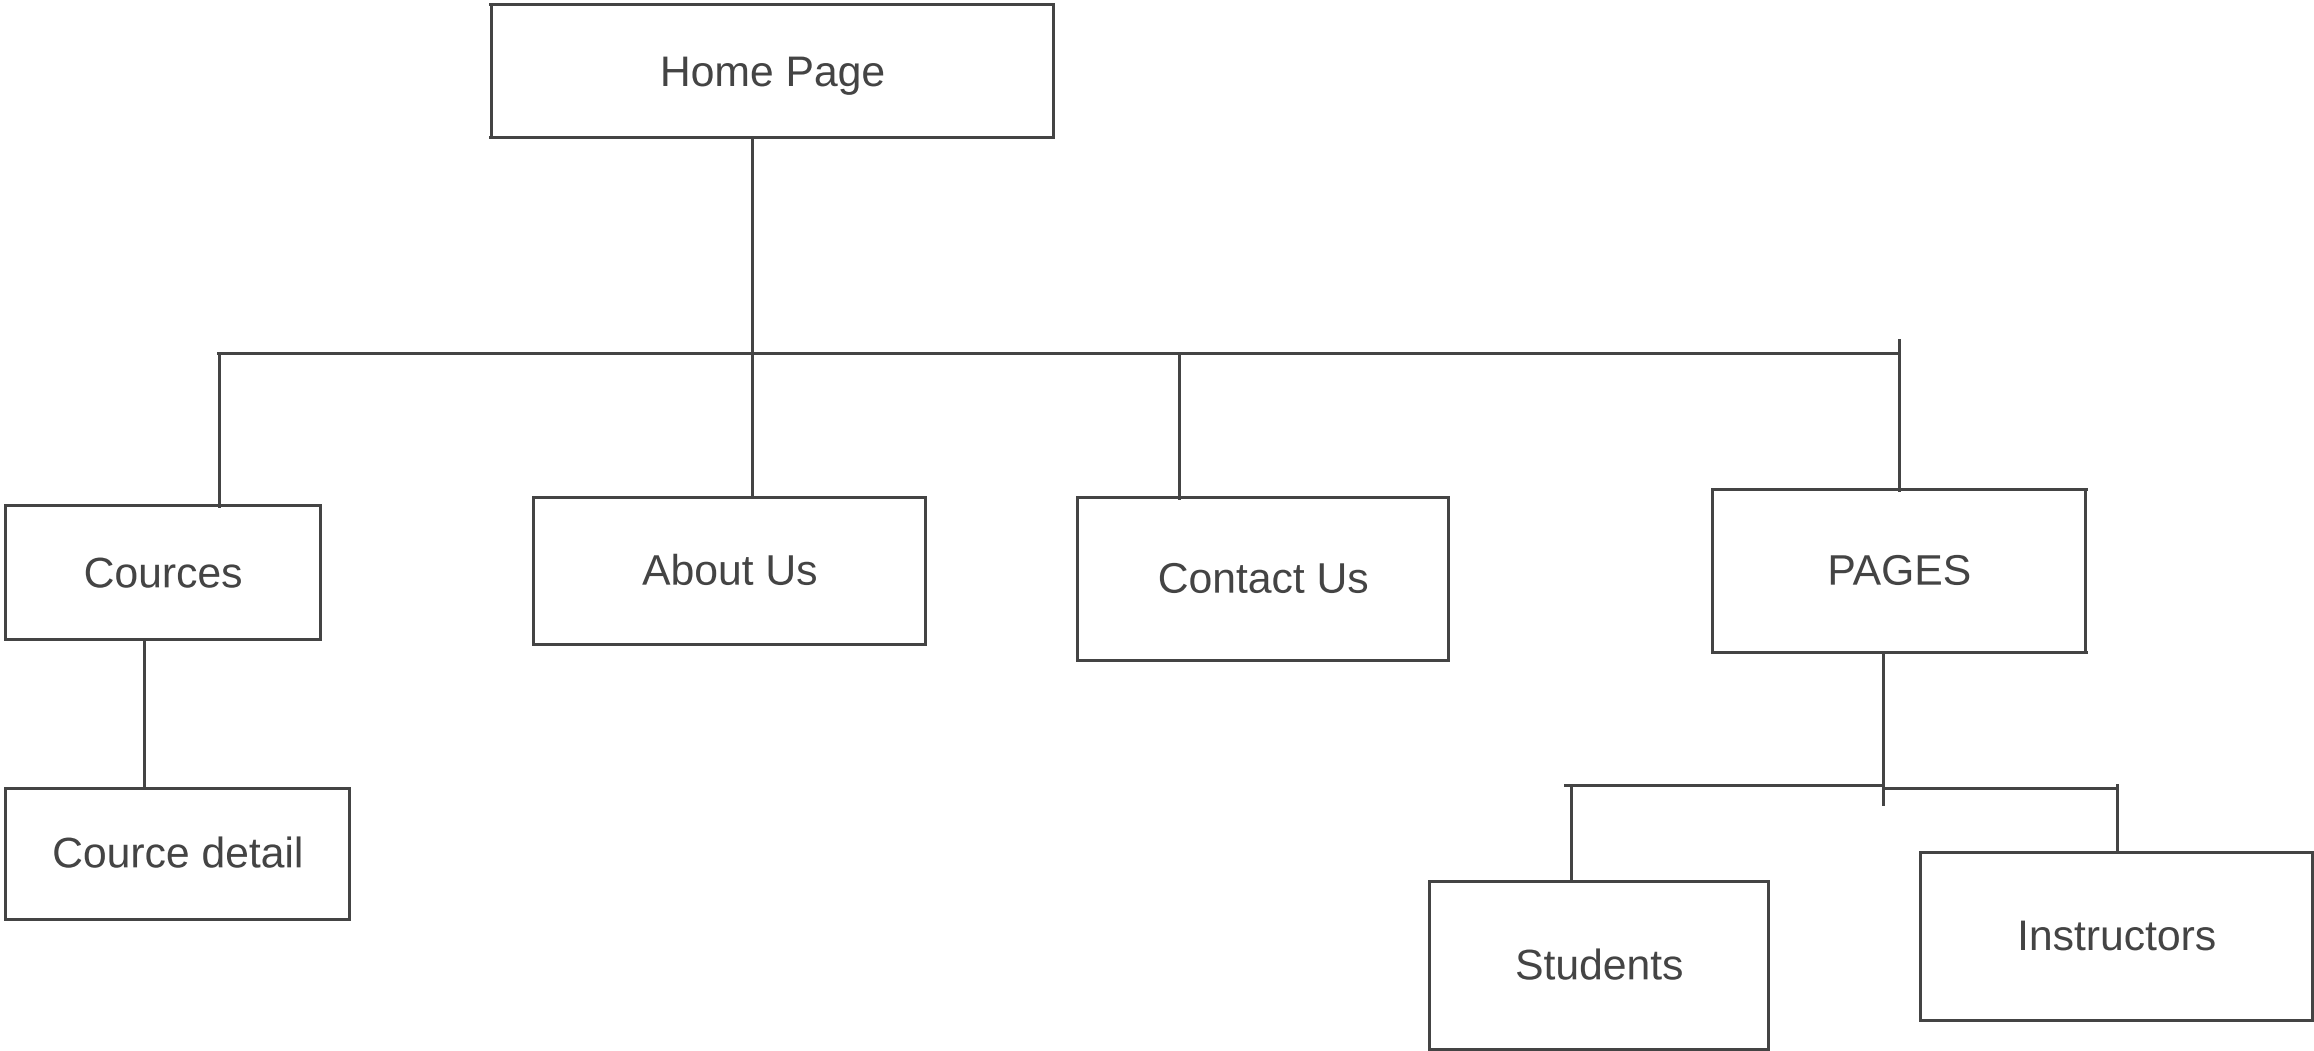 Home Page
Cources
About Us
Contact Us
PAGES
Cource detail
Students
Instructors